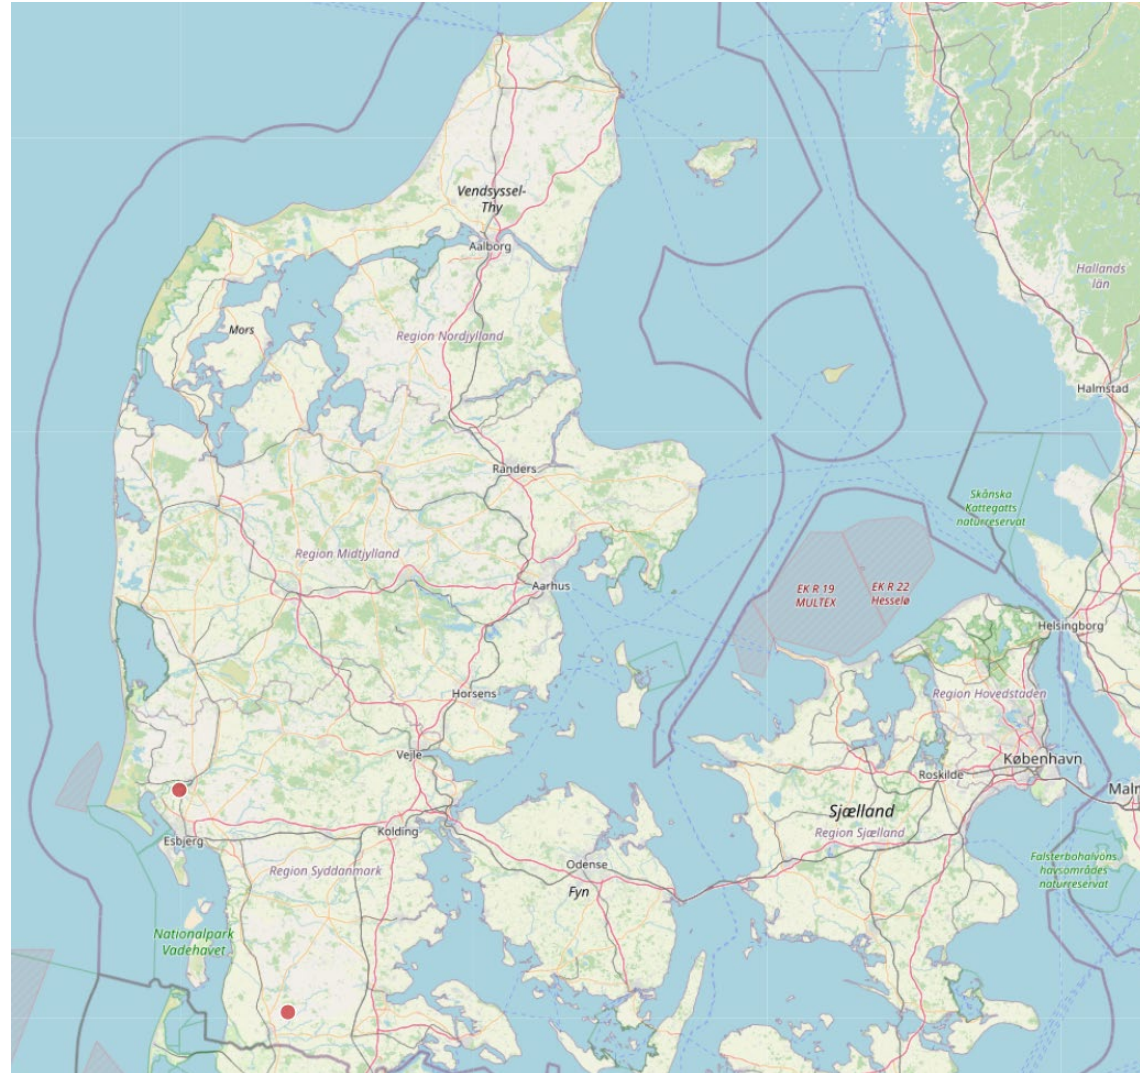 Vendsyssel-
Thy
Aalborg
Hallands
län
Mors
Region Nordjylland
Halmstad
Randers
Skånska
Kattegatts
naturreservat
Region Midtjylland
Aarhus
EK R 19
MULTEX
EK R 22
Hesselø
Helsingborg
Horsens
Region Hovedstaden
Vejle
København
Roskilde
Malm
Esbjerg
Kolding
Sjælland
Region Sjælland
Region Syddanmark
Odense
Fyn
Falsterbohalvöns
havsområdes
naturreservat
Nationalpark
Vadehavet